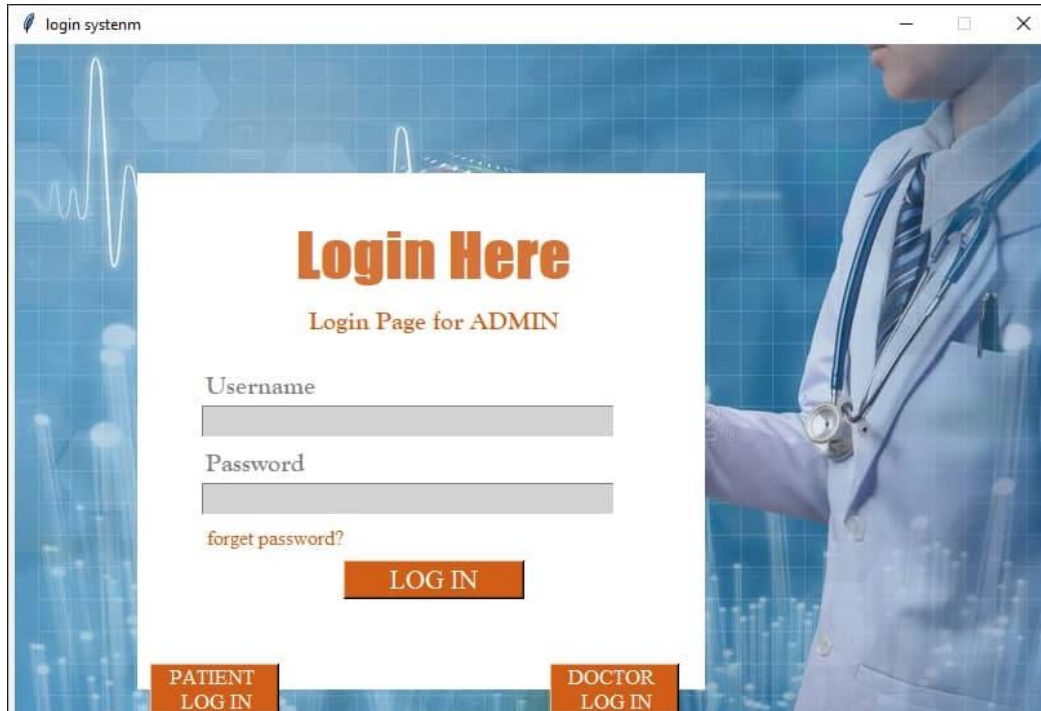 login systenm
Login Here
Login Page for ADMIN
Username
Password
forget password?
LOG IN
PATIENT
LOG IN
DOCTOR
LOG IN